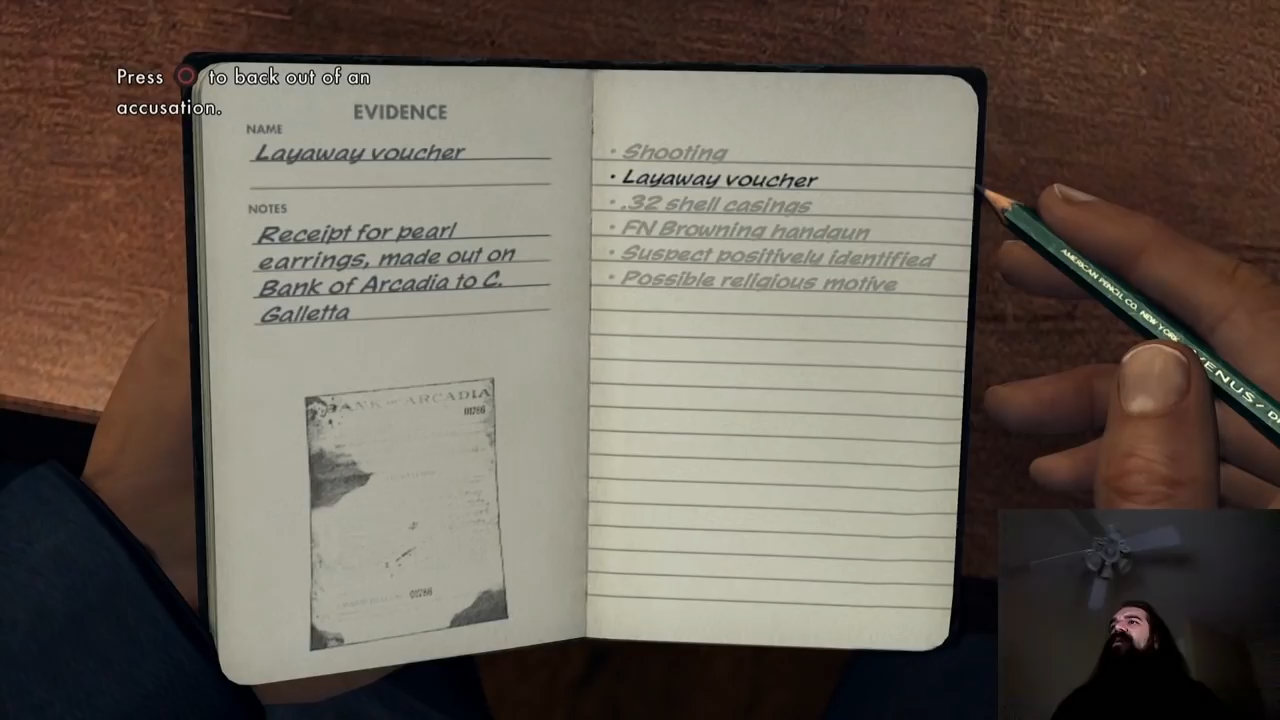 Press O to back out of an
accusation.
EVIDENCE
NAME
Layaway voucher
NOTES
Receipt for pearl
earrings, made out on
Bank of Arcadia to C.
Galletta
BANK OF ARCADIA
01786
01786
• Shooting
• Layaway voucher
• .32 shell casings
• FN Browning handgun
• Suspect positively identified
• Possible religious motive
AMERICAN PENCIL CO. NEW YORK VENUS